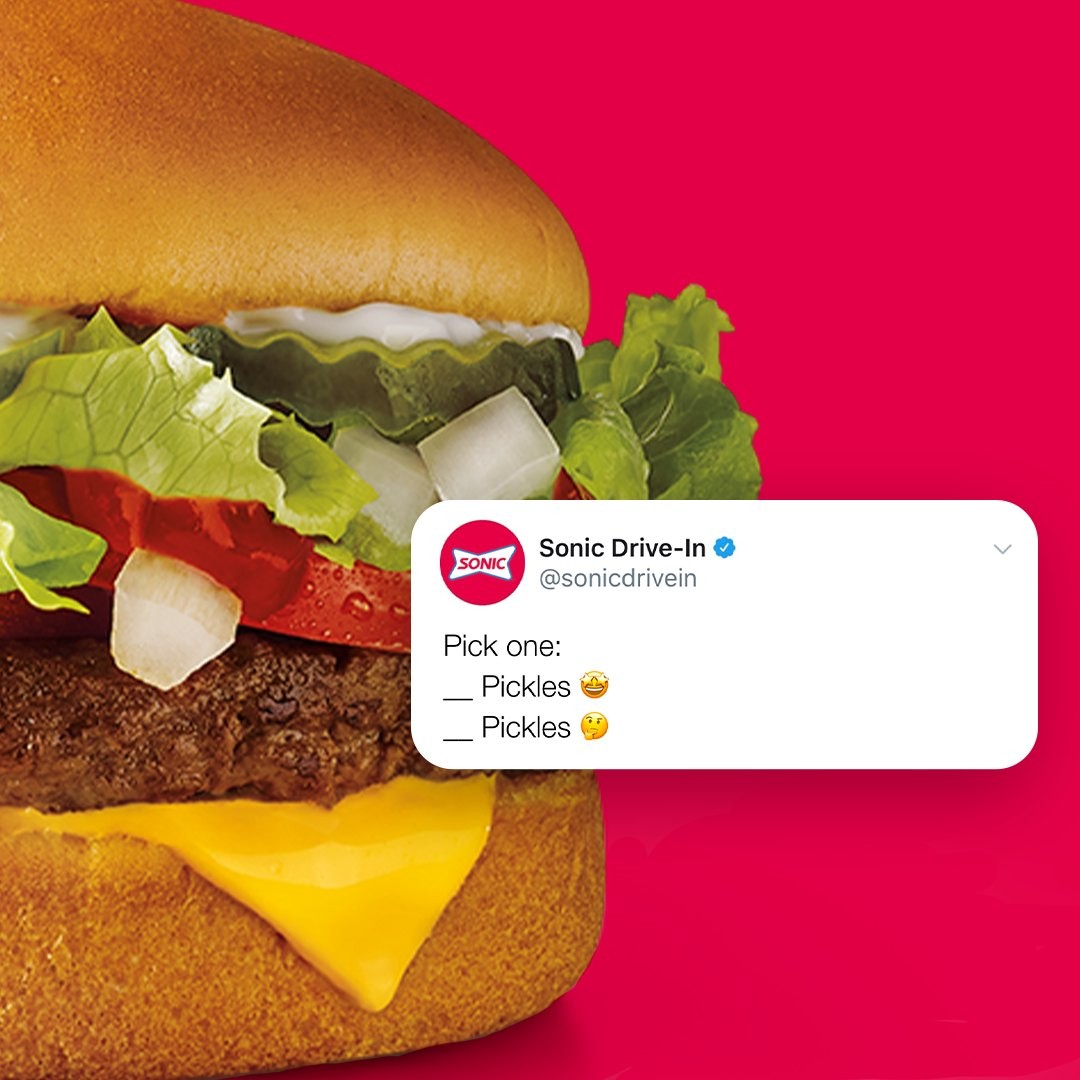 SONIC
Sonic Drive-In
@sonicdrivein
Pick one:
__ Pickles 🤩
__ Pickles 🤔